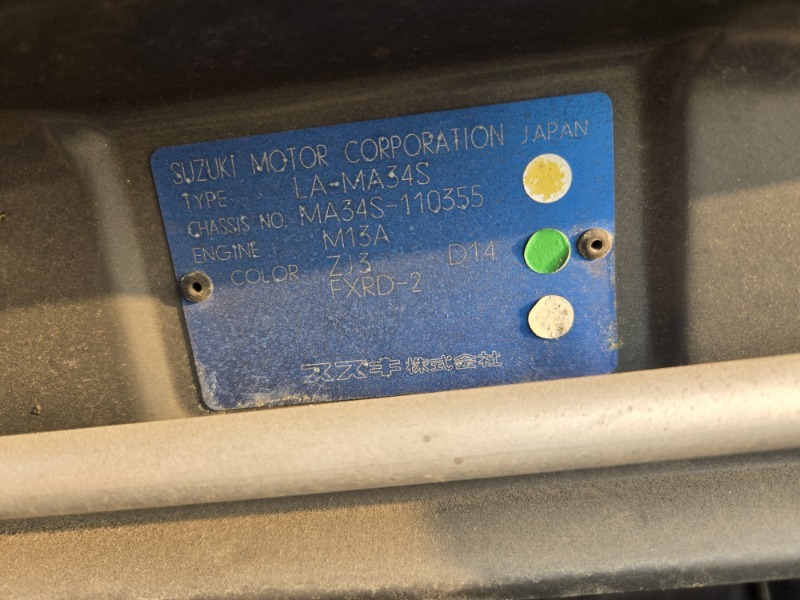 SUZUKI MOTOR CORPORATION JAPAN
TYPE LA-MA34S
CHASSIS NO. MA34S-110355
ENGINE M13A
COLOR ZJ3 D14
FXRD-2
スズキ株式会社